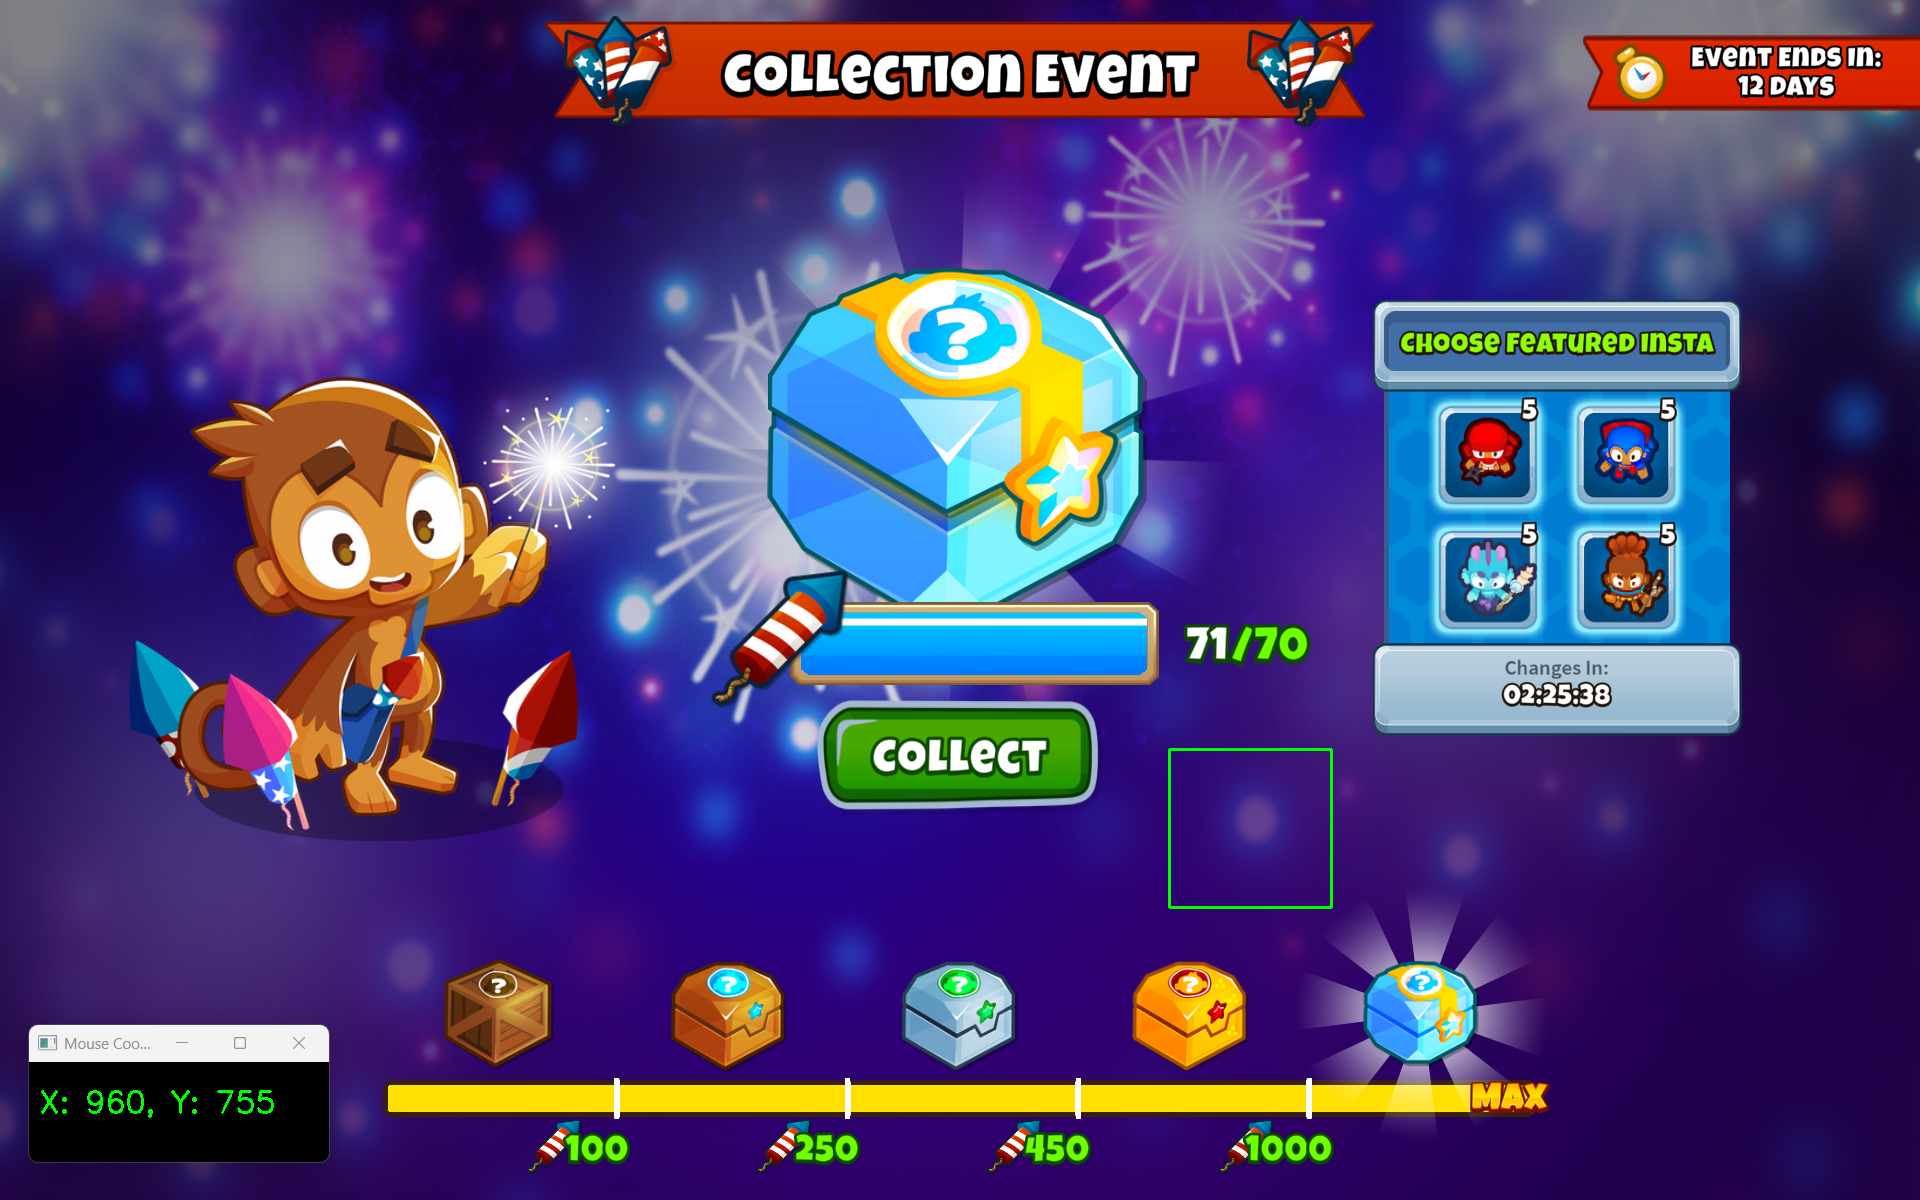 COLLECTION EVENT
EVENT ENDS IN:
12 DAYS
?
CHOOSE FEATURED INSTA
5
5
5
5
71/70
Changes In:
02:25:38
COLLECT
?
?
?
?
?
Mouse Coo...
X: 960, Y: 755
MAX
100
250
450
1000